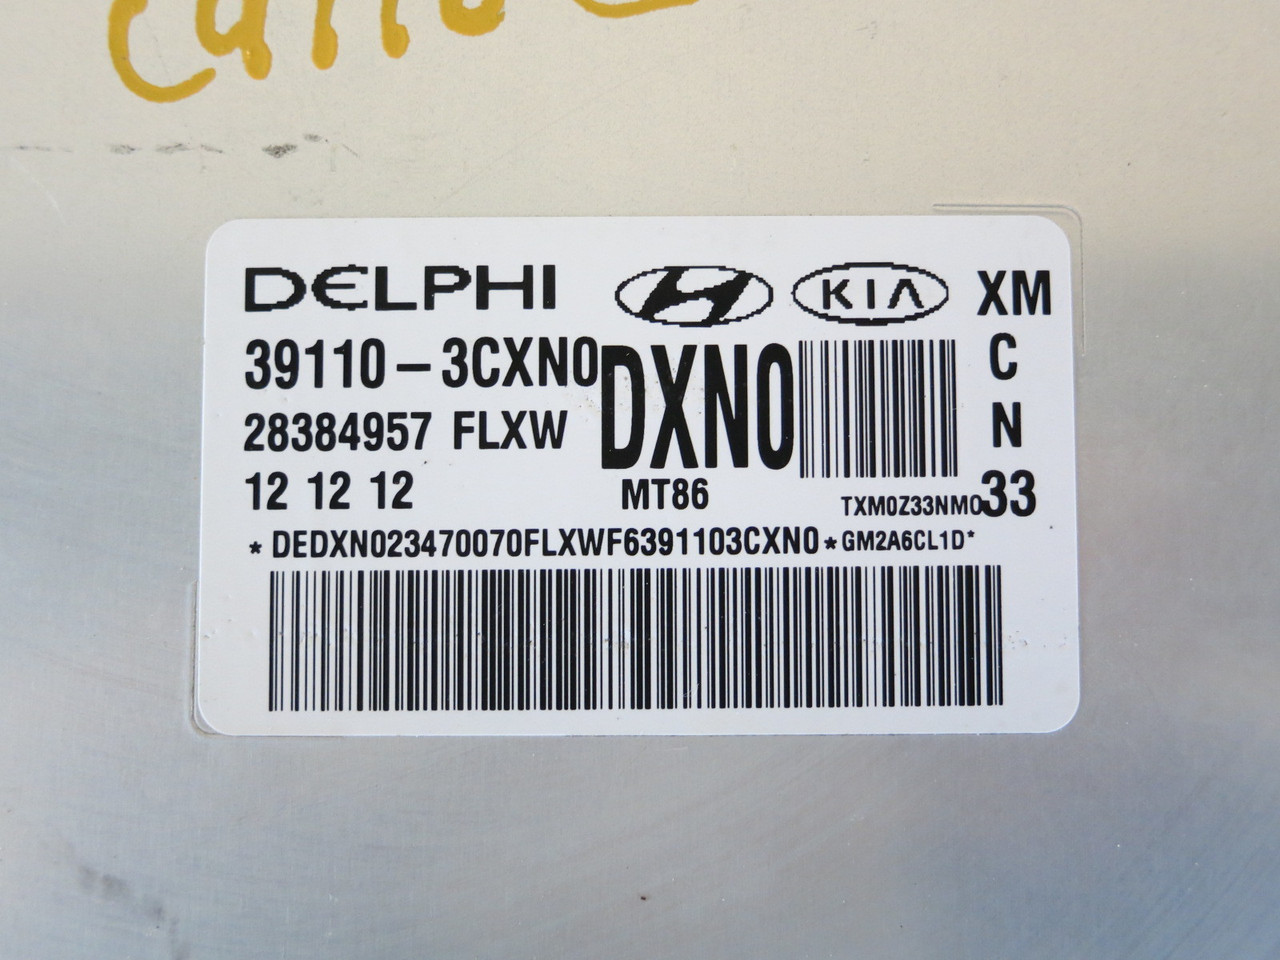 DELPHI H KIA XM
39110-3CXN0 DXN0 C
28384957 FLXW N
12 12 12 MT86 TXM0Z33NM0 33
* DEDXN023470070FLXWF6391103CXN0 * GM2A6CL1D*